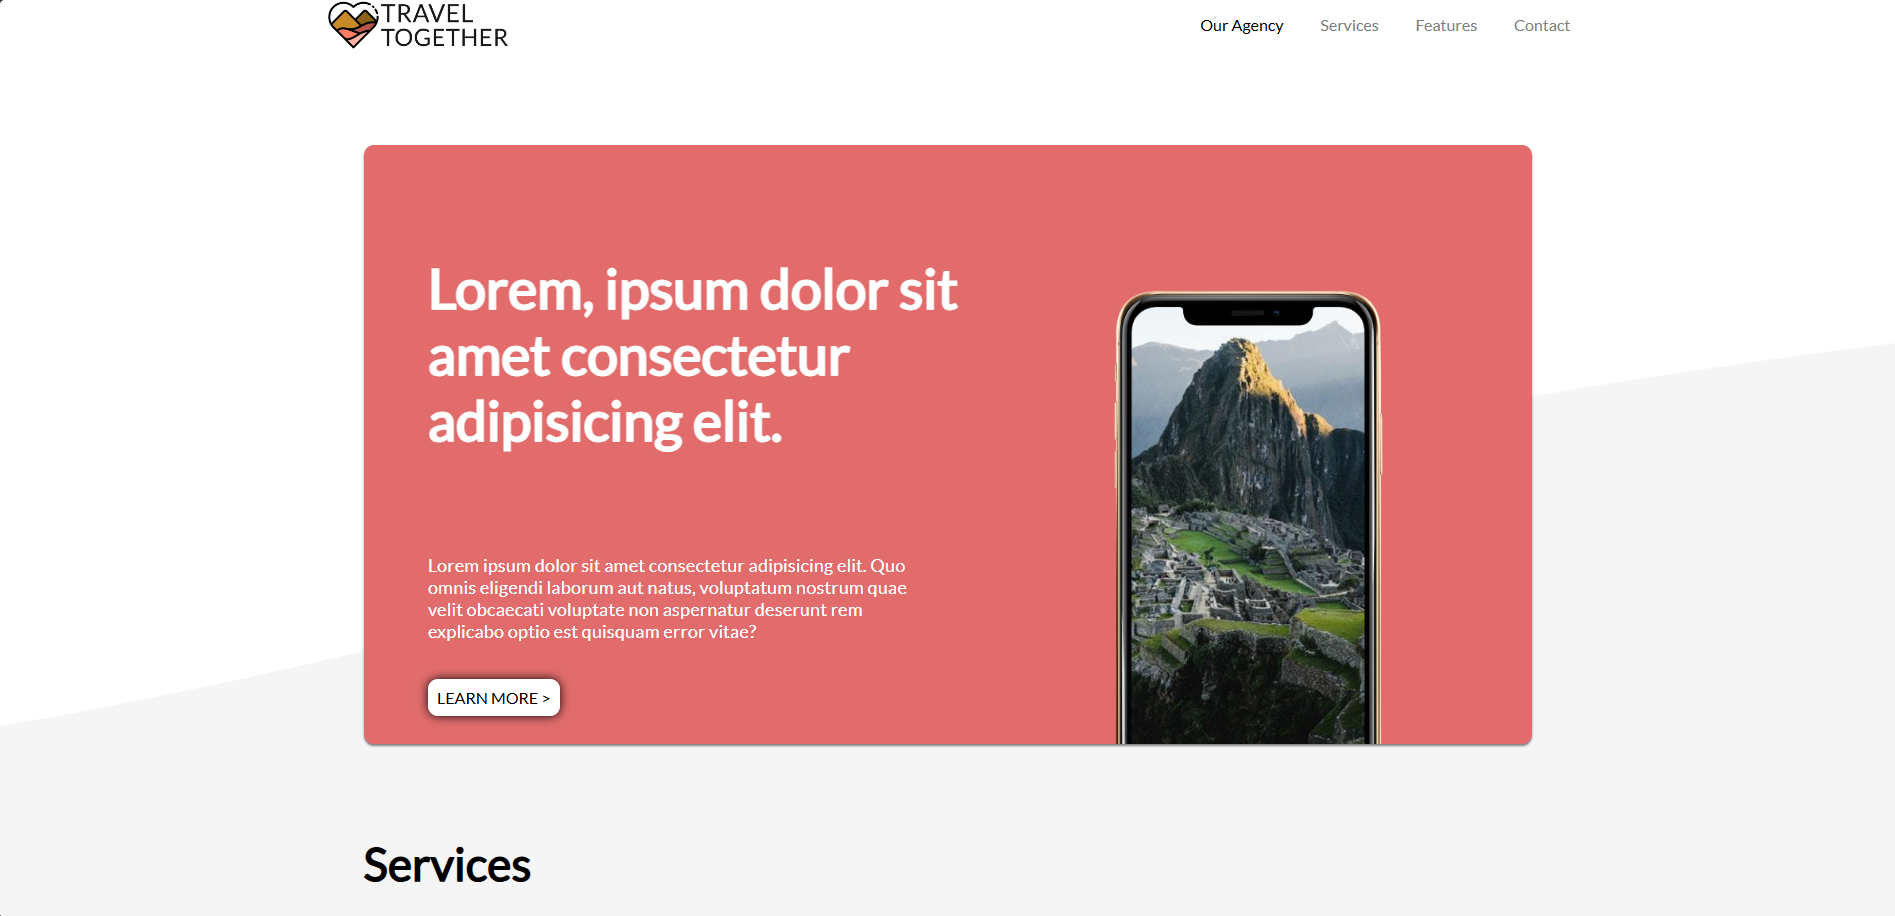 TRAVEL
TOGETHER
Our Agency Services Features Contact
Lorem, ipsum dolor sit
amet consectetur
adipisicing elit.
Lorem ipsum dolor sit amet consectetur adipisicing elit. Quo
omnis eligendi laborum aut natus, voluptatum nostrum quae
velit obcaecati voluptate non aspernatur deserunt rem
explicabo optio est quisquam error vitae?
LEARN MORE >
Services